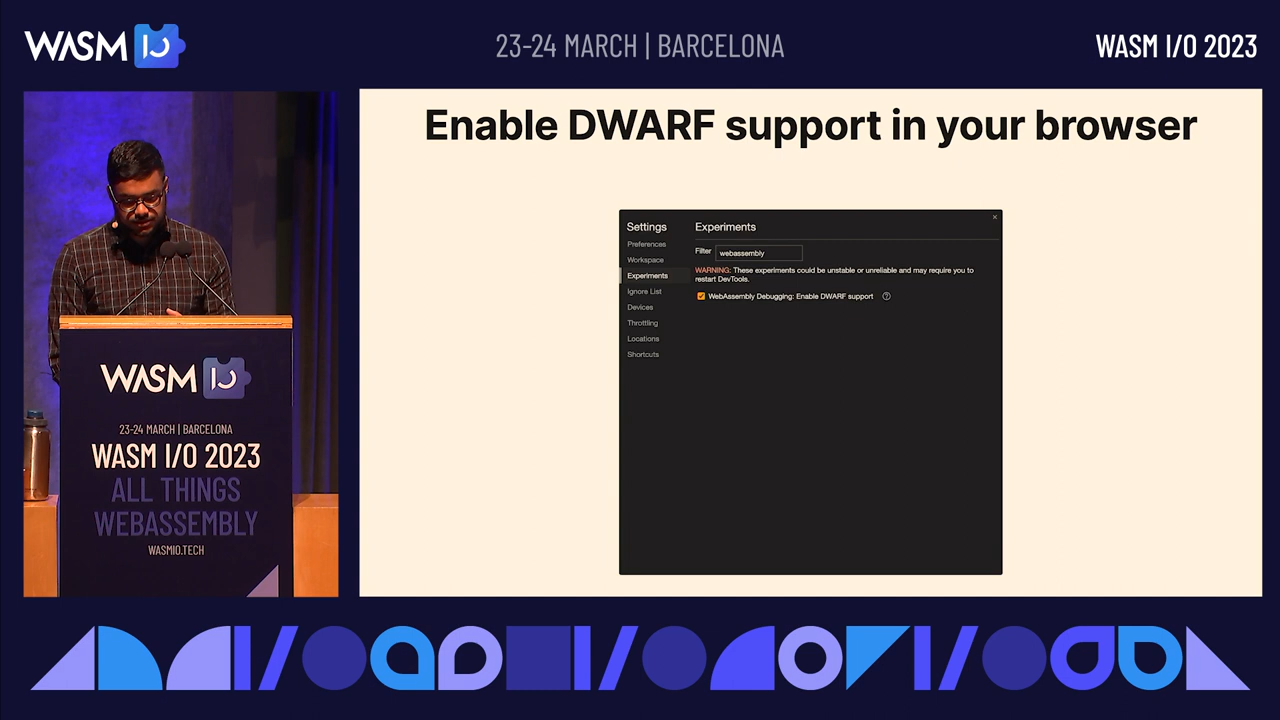 WASM I/O
23-24 MARCH | BARCELONA
WASM I/O 2023
WASM I/O
23-24 MARCH | BARCELONA
WASM I/O 2023
ALL THINGS
WEBASSEMBLY
WASMIO.TECH
Enable DWARF support in your browser
Settings
Preferences
Workspace
Experiments
Ignore List
Devices
Throttling
Locations
Shortcuts
Experiments
Filter webassembly
WARNING: These experiments could be unstable or unreliable and may require you to
restart DevTools.
WebAssembly Debugging: Enable DWARF support